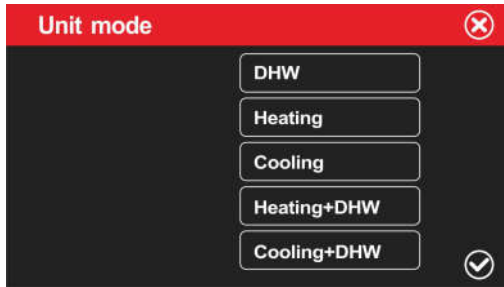 Unit mode
DHW
Heating
Cooling
Heating+DHW
Cooling+DHW